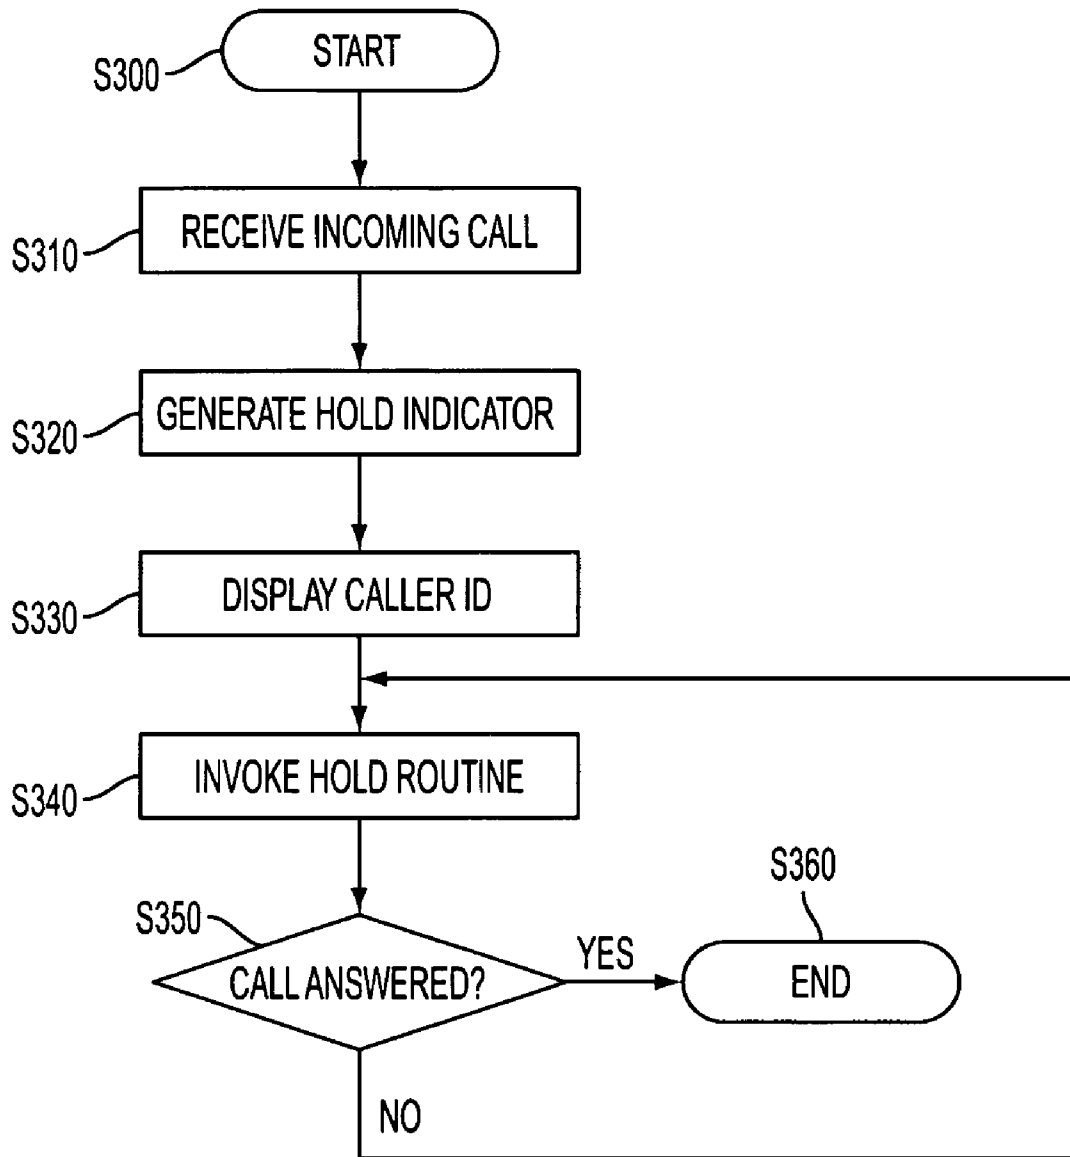 START
S300
RECEIVE INCOMING CALL
S310
GENERATE HOLD INDICATOR
S320
DISPLAY CALLER ID
S330
INVOKE HOLD ROUTINE
S340
S360
S350
CALL ANSWERED?
YES
END
NO